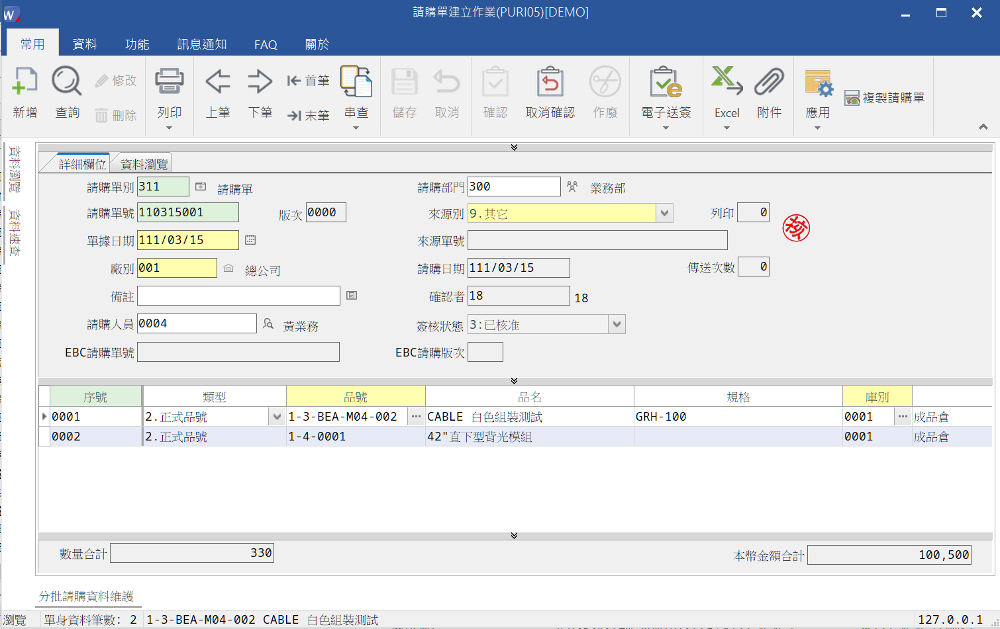 請購單建立作業(PURI05)[DEMO]
常用 資料 功能 訊息通知 FAQ 關於
新增 查詢 修改 刪除 列印 上筆 下筆 首筆 末筆 串查 儲存 取消 確認 取消確認 作廢 電子送簽 Excel 附件 應用 複製請購單
資料瀏覽
資料速查
詳細欄位 資料瀏覽
請購單別 311 請購單 請購部門 300 業務部
請購單號 110315001 版次 0000 來源別 9.其它 列印 0
核
單據日期 111/03/15 來源單號
廠別 001 總公司 請購日期 111/03/15 傳送次數 0
備註 確認者 18 18
請購人員 0004 黃業務 簽核狀態 3:已核准
EBC請購單號 EBC請購版次
序號 類型 品號 品名 規格 庫別
0001 2.正式品號 1-3-BEA-M04-002 ... CABLE 白色組裝測試 GRH-100 0001 ... 成品倉
0002 2.正式品號 1-4-0001 42"直下型背光模組 0001 成品倉
數量合計 330 本幣金額合計 100,500
分批請購資料維護
瀏覽 單身資料筆數: 2 1-3-BEA-M04-002 CABLE 白色組裝測試 127.0.0.1